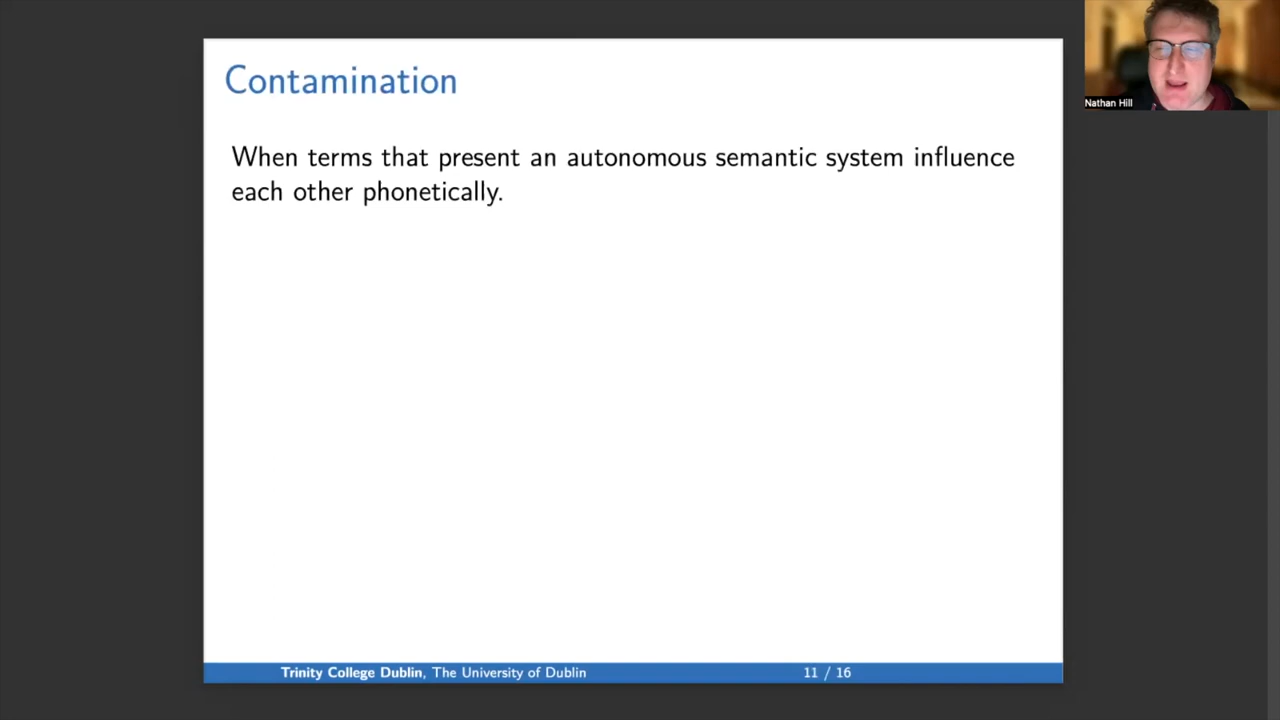 Contamination
When terms that present an autonomous semantic system influence
each other phonetically.
Nathan Hill
Trinity College Dublin, The University of Dublin
11 / 16